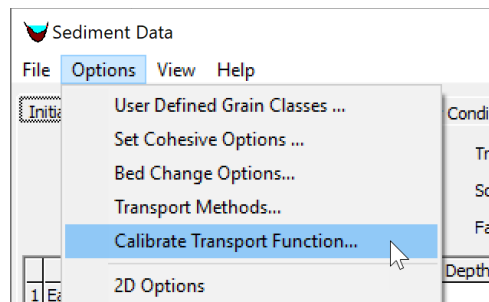 Sediment Data
File Options View Help
User Defined Grain Classes ...
Set Cohesive Options ...
Bed Change Options...
Transport Methods...
Calibrate Transport Function...
2D Options
Depth
1